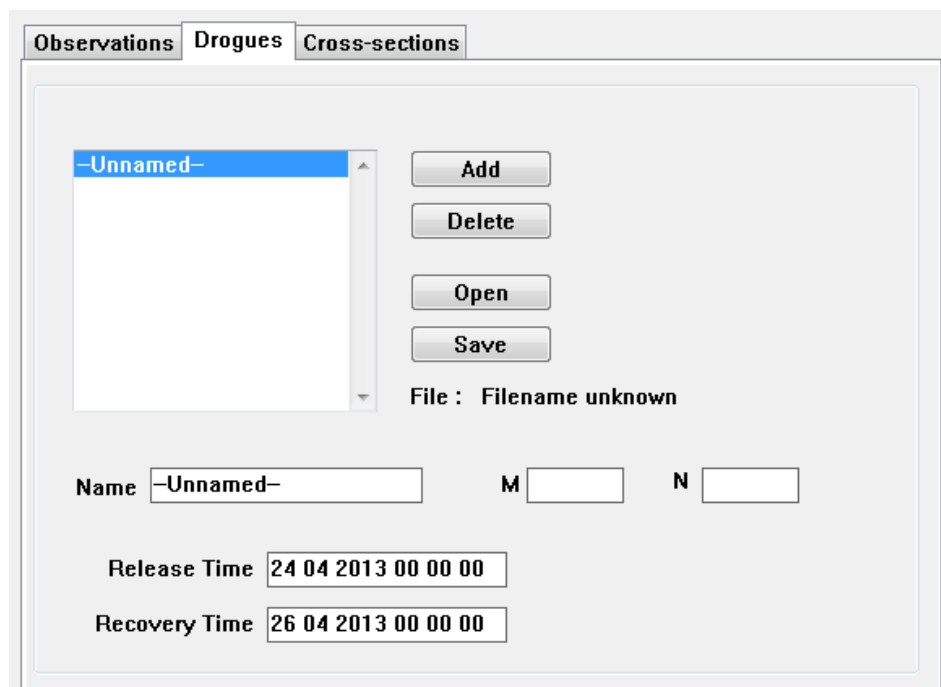 Observations Drogues Cross-sections
–Unnamed–
Add
Delete
Open
Save
File : Filename unknown
Name –Unnamed– M N
Release Time 24 04 2013 00 00 00
Recovery Time 26 04 2013 00 00 00